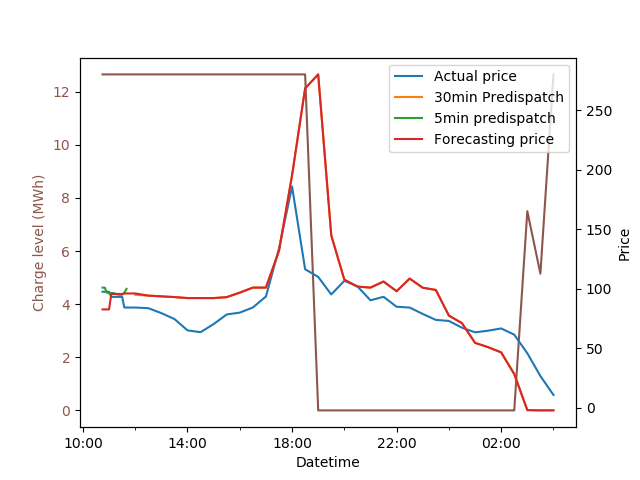 Actual price
30min Predispatch
5min predispatch
Forecasting price
12
10
8
6
4
2
0
250
200
150
100
50
0
Charge level (MWh)
Price
10:00 14:00 18:00 22:00 02:00
Datetime